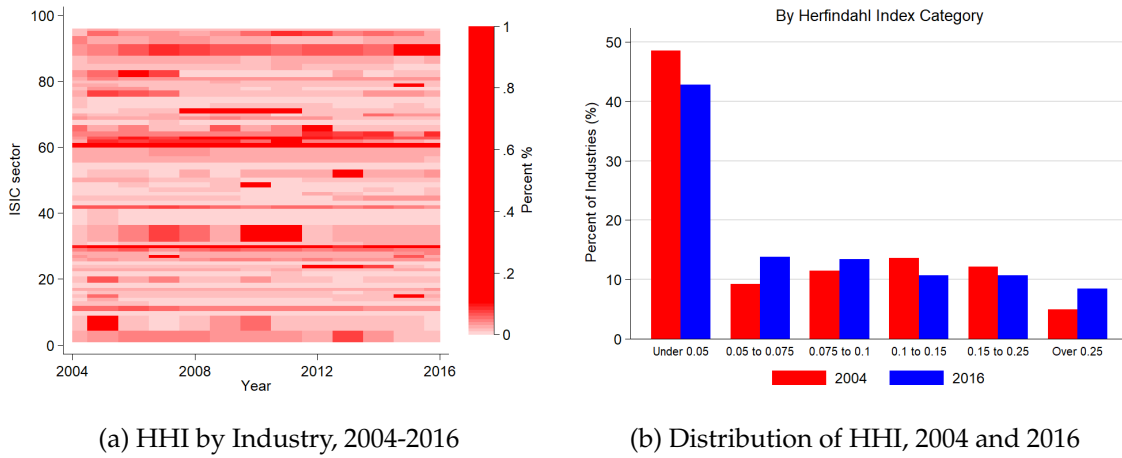 100
80
60
40
20
0
ISIC sector
2004
2008
2012
2016
Year
1
.8
.6
.4
.2
0
Percent %
(a) HHI by Industry, 2004-2016
By Herfindahl Index Category
50
40
30
20
10
0
Percent of Industries (%)
Under 0.05
0.05 to 0.075
0.075 to 0.1
0.1 to 0.15
0.15 to 0.25
Over 0.25
2004
2016
(b) Distribution of HHI, 2004 and 2016